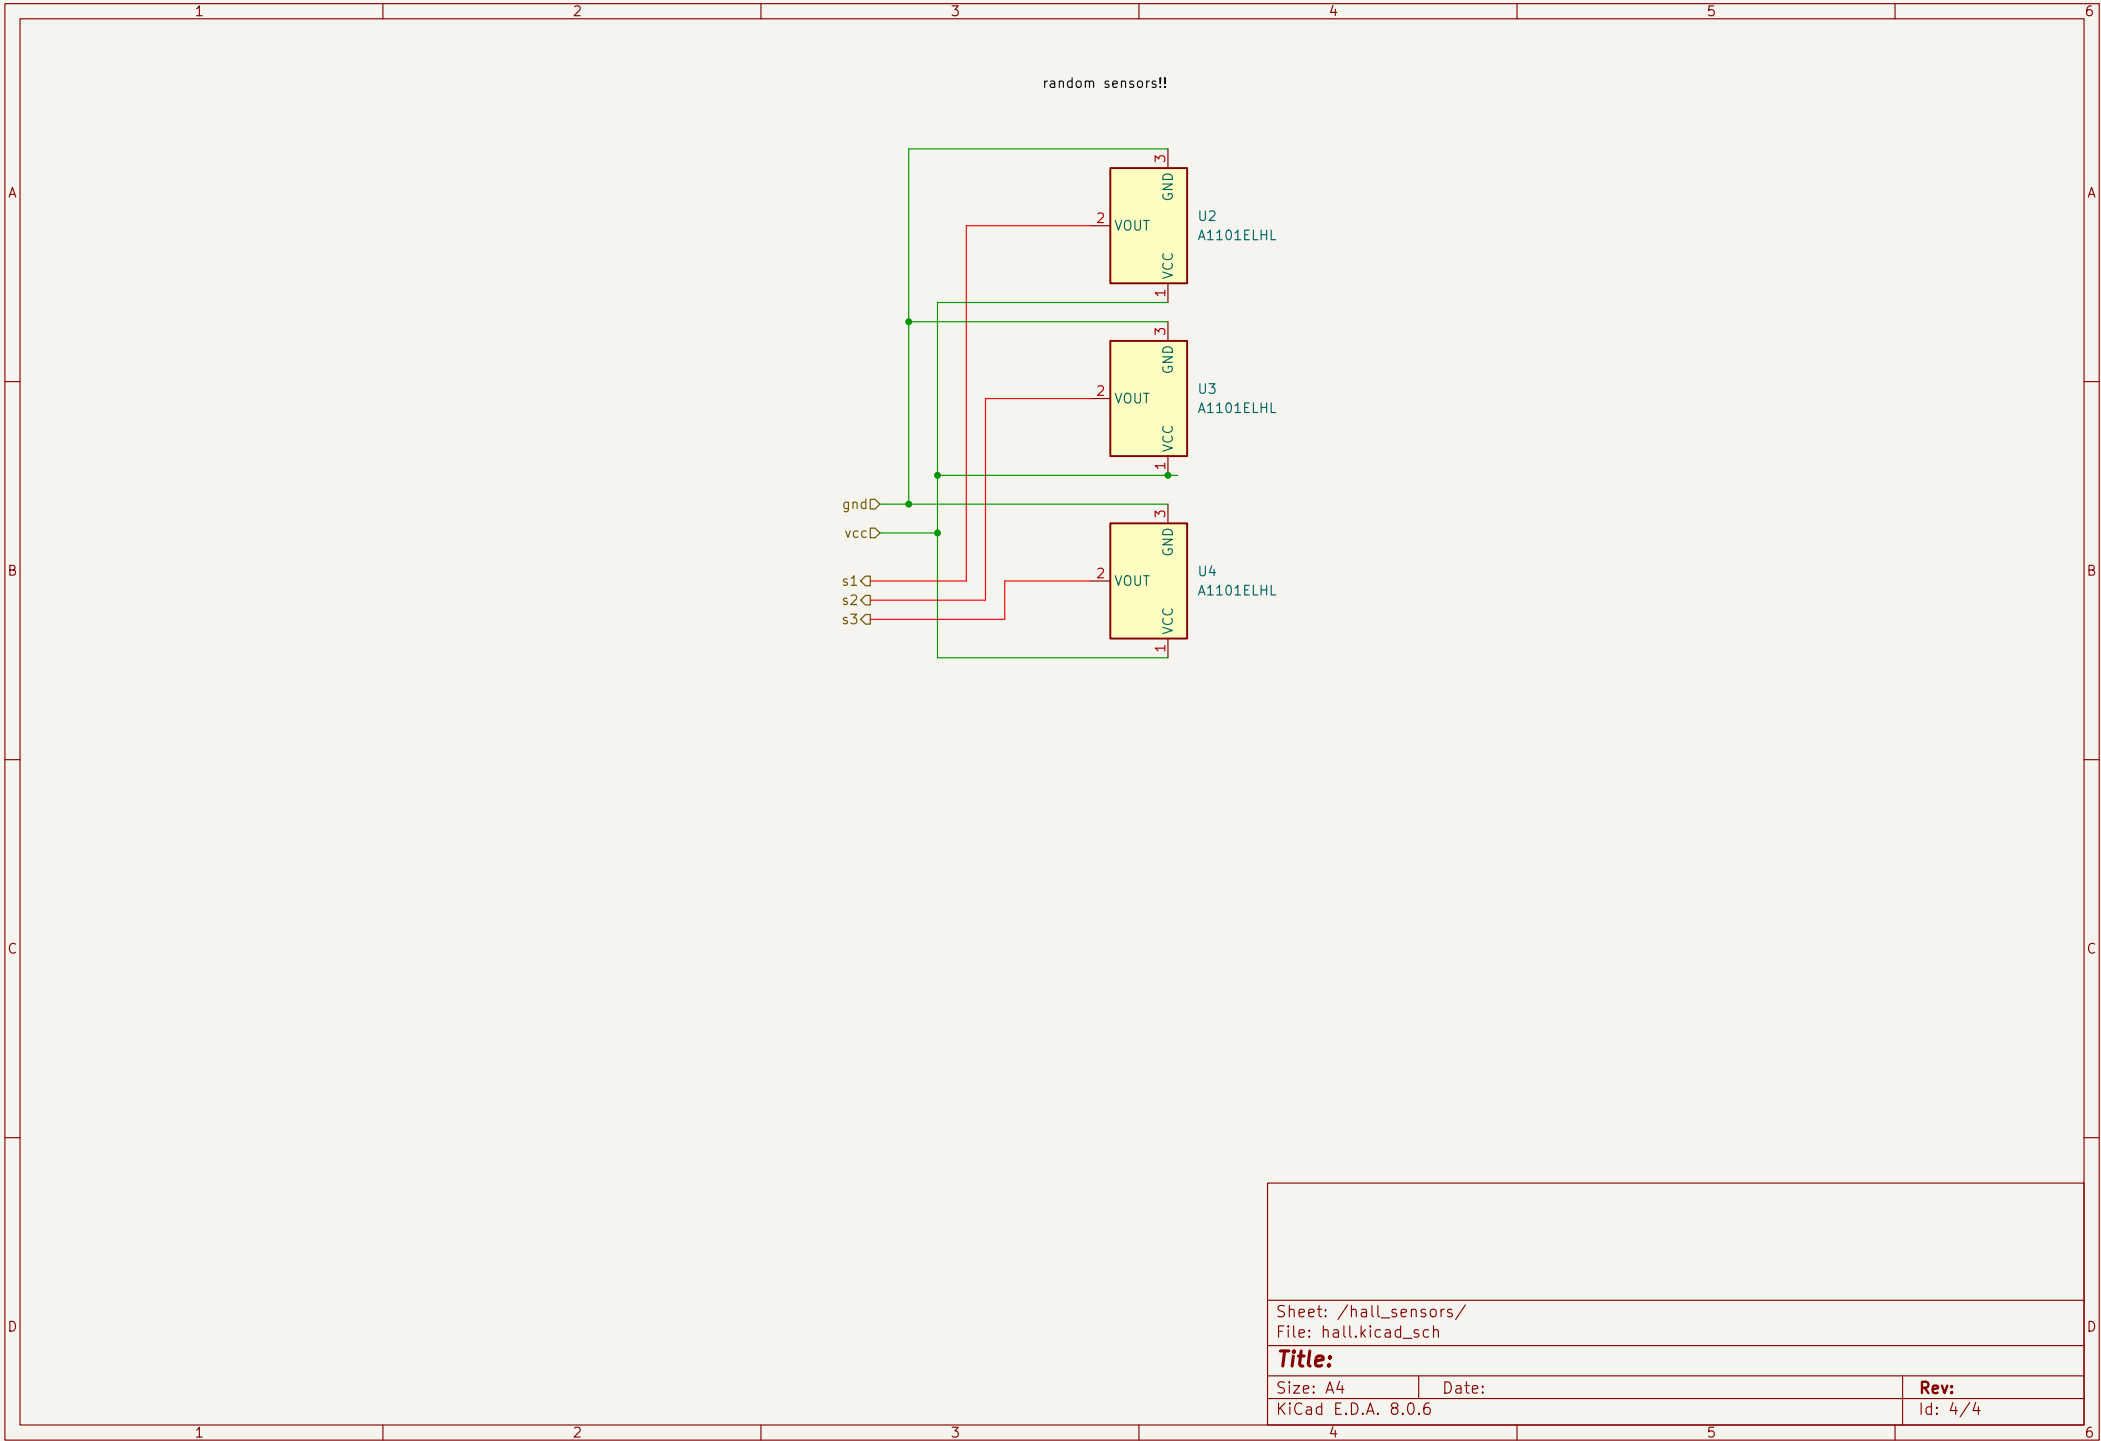 1 2 3 4 5 6
random sensors!!
A A
3
GND
2 VOUT
U2
A1101ELHL
VCC
1
3
GND
2 VOUT
U3
A1101ELHL
VCC
1
gnd
3
GND
vcc
B B
s1
2 VOUT
U4
A1101ELHL
s2
s3
VCC
1
C C
Sheet: /hall_sensors/
File: hall.kicad_sch
D D
Title:
Size: A4 Date: Rev:
KiCad E.D.A. 8.0.6 Id: 4/4
1 2 3 4 5 6